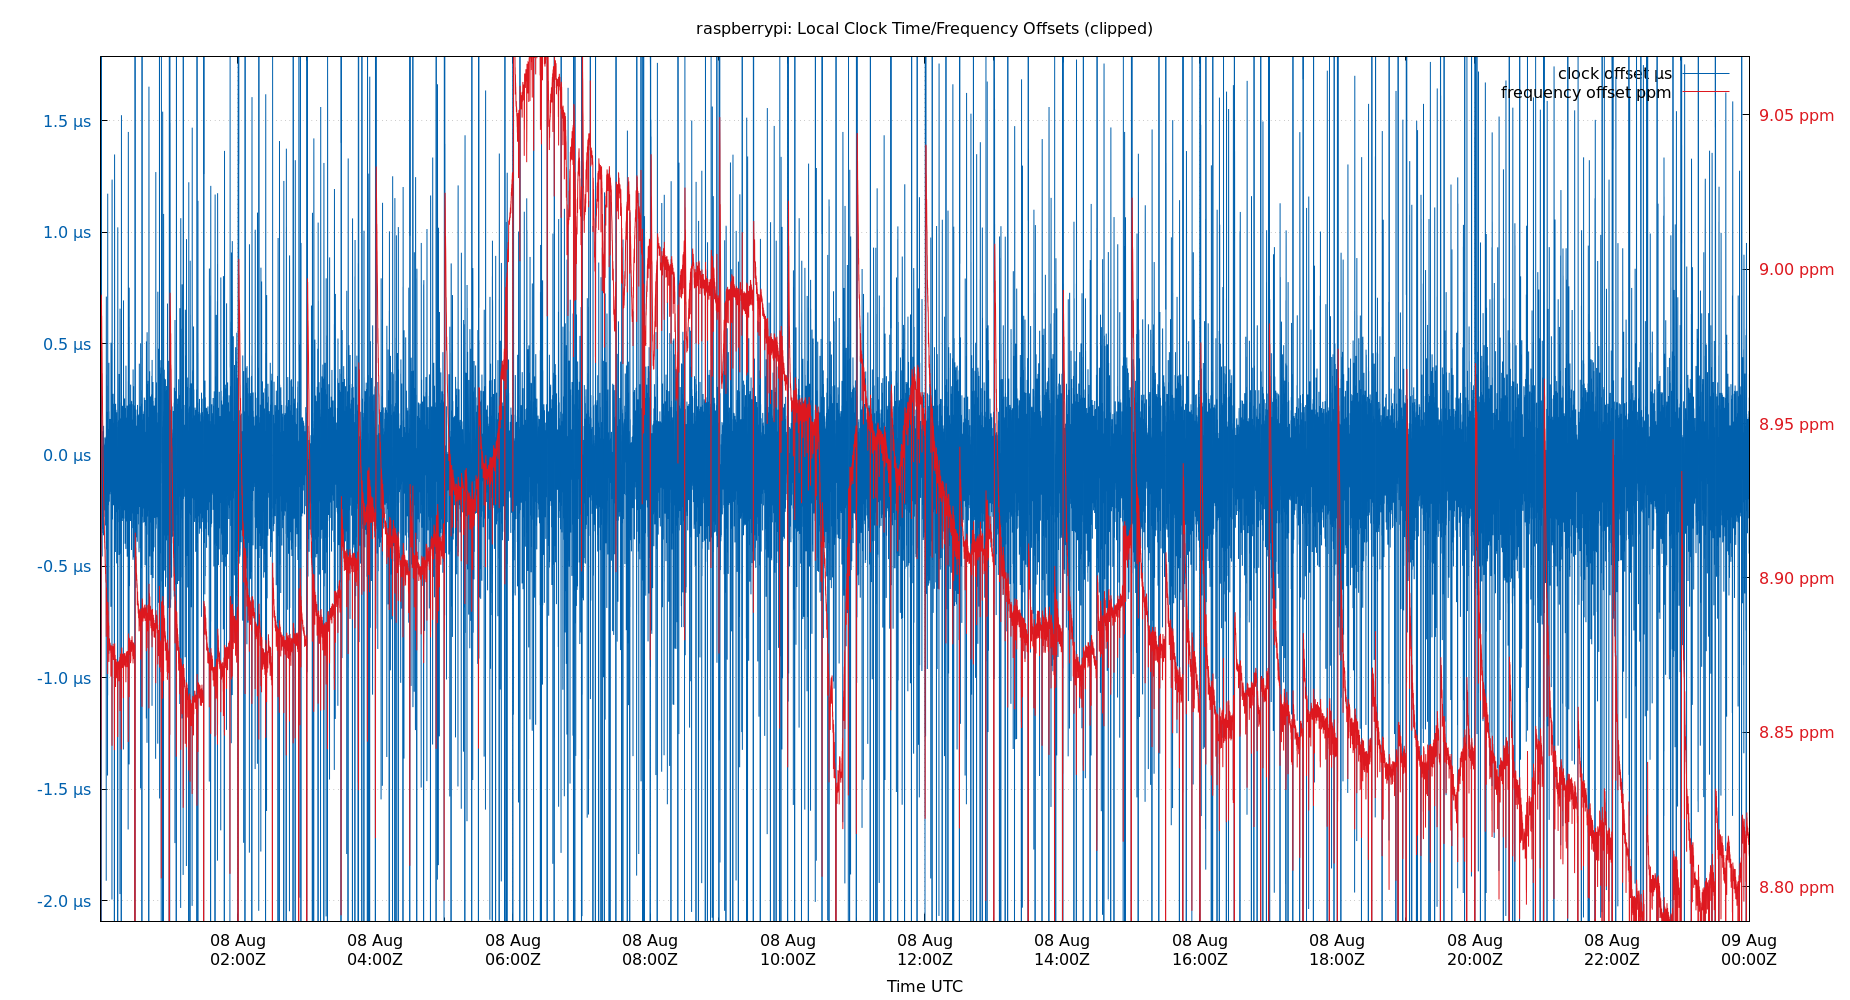 raspberrypi: Local Clock Time/Frequency Offsets (clipped)
clock offset µs
frequency offset ppm
1.5 µs
1.0 µs
0.5 µs
0.0 µs
-0.5 µs
-1.0 µs
-1.5 µs
-2.0 µs
9.05 ppm
9.00 ppm
8.95 ppm
8.90 ppm
8.85 ppm
8.80 ppm
08 Aug 08 Aug 08 Aug 08 Aug 08 Aug 08 Aug 08 Aug 08 Aug 08 Aug 08 Aug 08 Aug 09 Aug
02:00Z 04:00Z 06:00Z 08:00Z 10:00Z 12:00Z 14:00Z 16:00Z 18:00Z 20:00Z 22:00Z 00:00Z
Time UTC